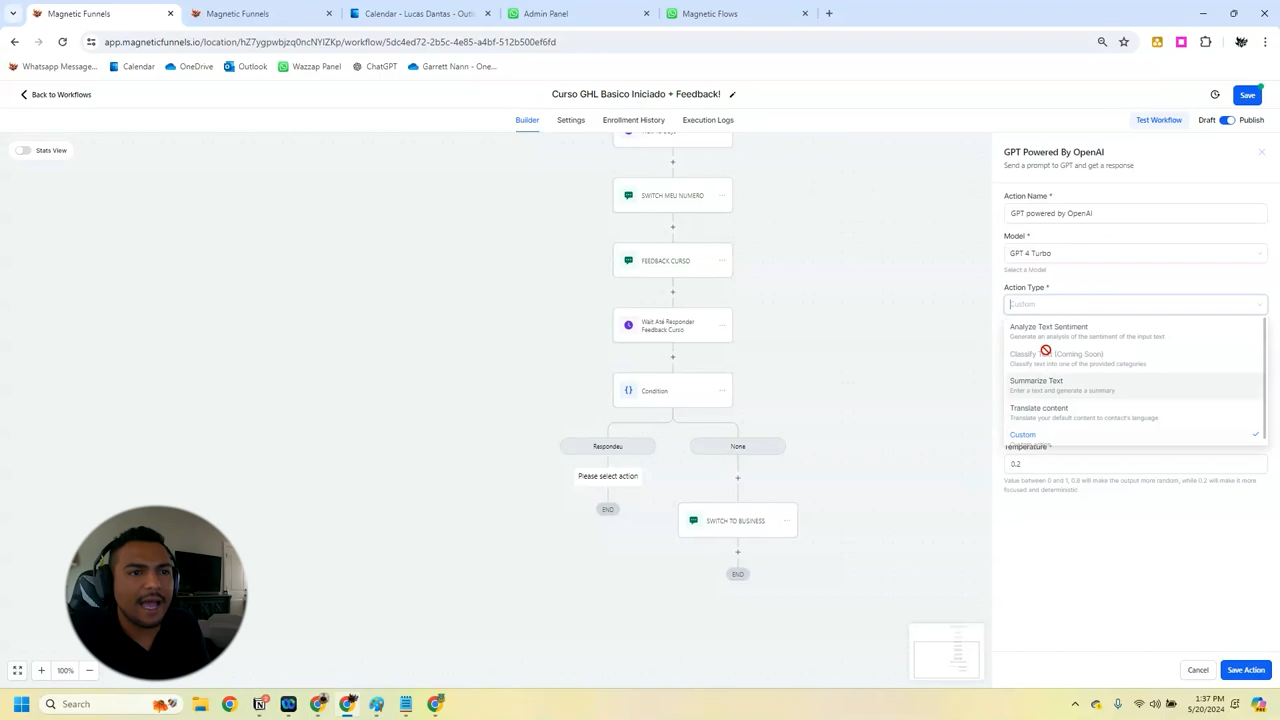 Magnetic Funnels
Magnetic Funnels
Calendar - Lucas Dantas - Outl
Admin Panel
Magnetic Flows
app.magneticfunnels.io/location/hZ7ygpwbjzq0ncNYIZKp/workflow/5dc4ed72-2b5c-4e85-a4bf-512b500ef6fd
Whatsapp Message...
Calendar
OneDrive
Outlook
Wazzap Panel
ChatGPT
Garrett Nann - One...
Back to Workflows
Curso GHL Basico Iniciado + Feedback!
Save
Builder
Settings
Enrollment History
Execution Logs
Test Workflow
Draft
Publish
Stats View
SWITCH MEU NUMERO
FEEDBACK CURSO
Wait Até Responder
Feedback Curso
Condition
Respondeu
None
Please select action
END
SWITCH TO BUSINESS
END
100%
GPT Powered By OpenAI
Send a prompt to GPT and get a response
Action Name *
GPT powered by OpenAI
Model *
GPT 4 Turbo
Select a Model
Action Type *
Custom
Analyze Text Sentiment
Generate an analysis of the sentiment of the input text
Classify (Coming Soon)
Classify text into one of the provided categories
Summarize Text
Enter a text and generate a summary
Translate content
Translate your default content to contact's language
Custom
Temperature *
0.2
Value between 0 and 1, 0.8 will make the output more random, while 0.2 will make it more
focused and deterministic.
Cancel
Save Action
Search
1:37 PM
5/20/2024